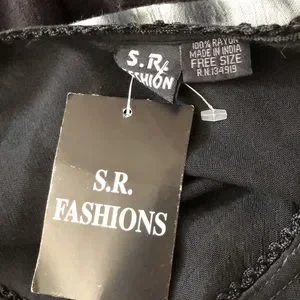 S.R.
FASHION
100% RAYON
MADE IN INDIA
FREE SIZE
R.N.134919
S.R.
FASHIONS